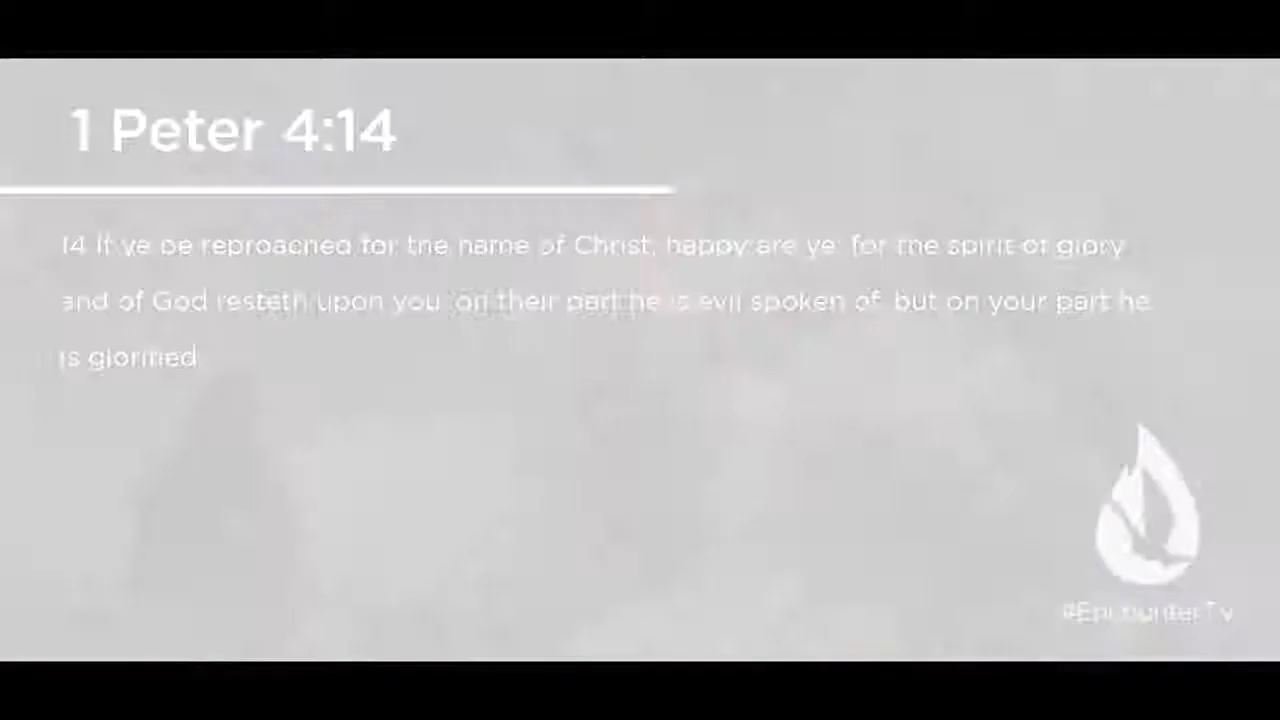 1 Peter 4:14
14 If ye be reproached for the name of Christ, happy are ye; for the spirit of glory
and of God resteth upon you: on their part he is evil spoken of, but on your part he
is glorified.
#EncounterTV